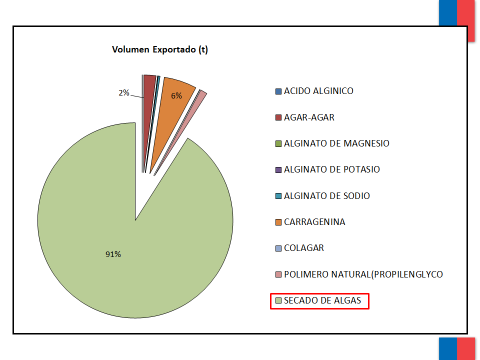 Volumen Exportado (t)
2%
6%
91%
ACIDO ALGINICO
AGAR-AGAR
ALGINATO DE MAGNESIO
ALGINATO DE POTASIO
ALGINATO DE SODIO
CARRAGENINA
COLAGAR
POLIMERO NATURAL(PROPILENGLYCO
SECADO DE ALGAS